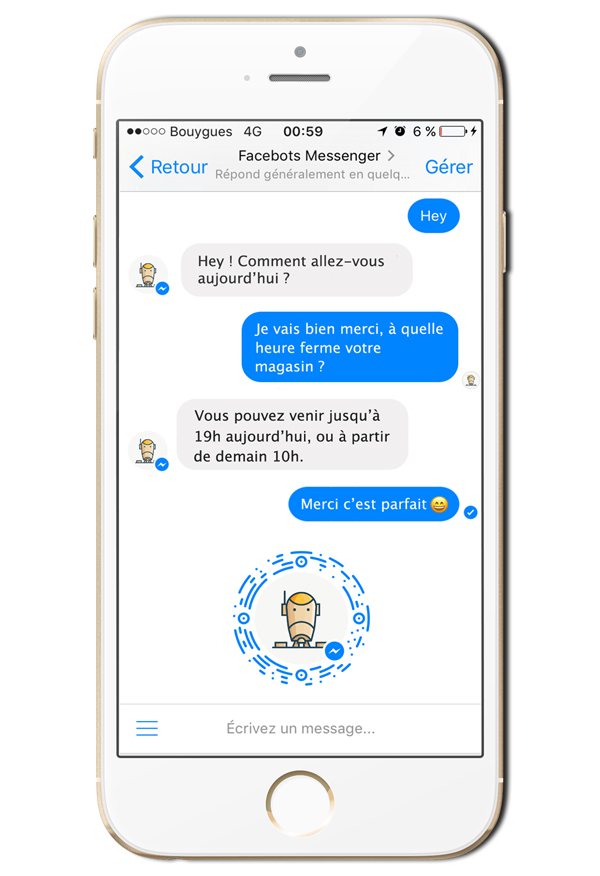 Bouygues 4G 00:59 6 %
Retour Facebots Messenger Gérer
Répond généralement en quelq...
Hey
Hey ! Comment allez-vous
aujourd'hui ?
Je vais bien merci, à quelle
heure ferme votre
magasin ?
Vous pouvez venir jusqu'à
19h aujourd'hui, ou à partir
de demain 10h.
Merci c'est parfait 😄
Écrivez un message...